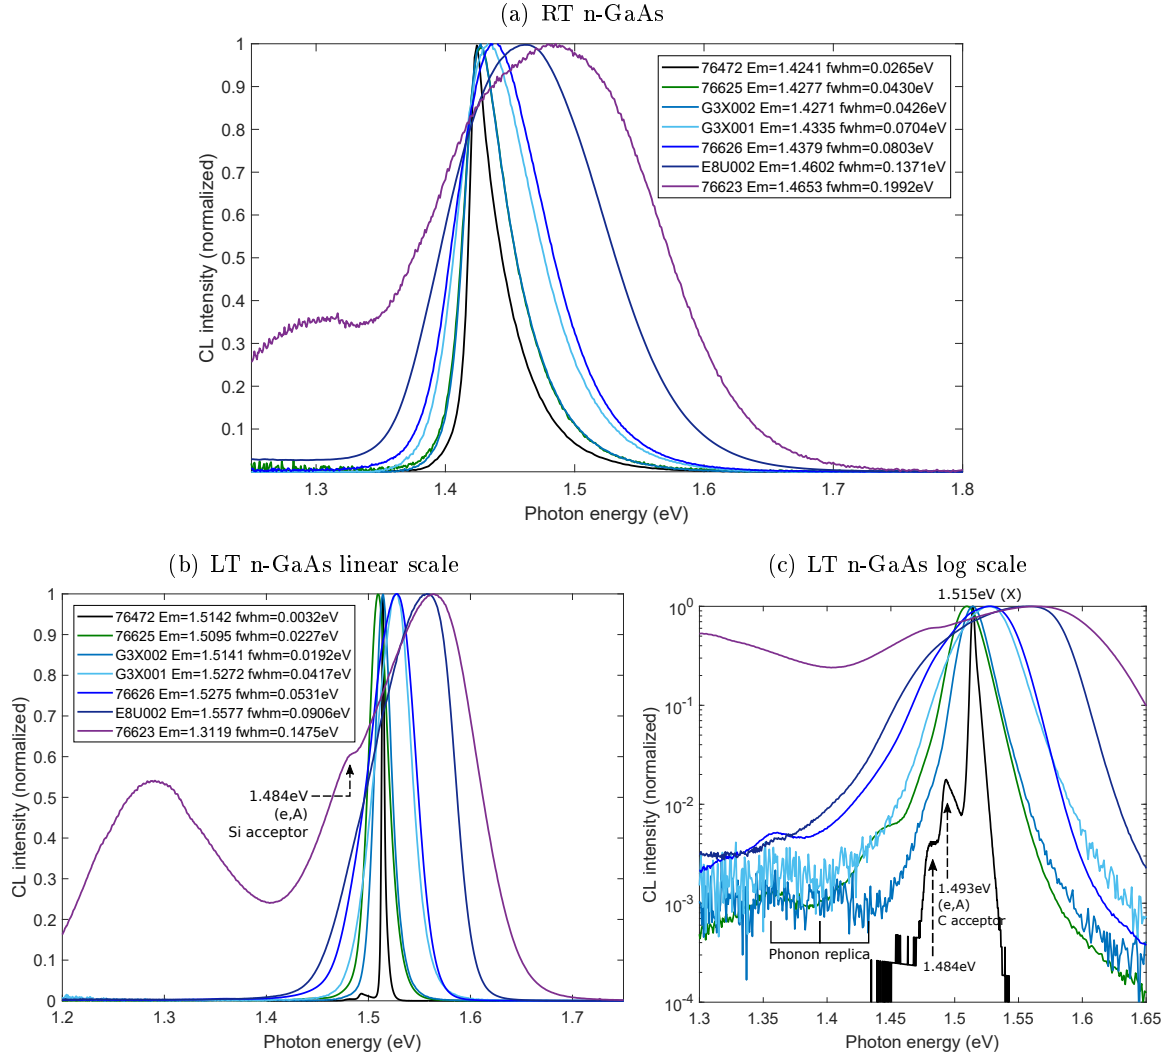 (a) RT n-GaAs
CL intensity (normalized)
1
0.9
0.8
0.7
0.6
0.5
0.4
0.3
0.2
0.1
76472 Em=1.4241 fwhm=0.0265eV
76625 Em=1.4277 fwhm=0.0430eV
G3X002 Em=1.4271 fwhm=0.0426eV
G3X001 Em=1.4335 fwhm=0.0704eV
76626 Em=1.4379 fwhm=0.0803eV
E8U002 Em=1.4602 fwhm=0.1371eV
76623 Em=1.4653 fwhm=0.1992eV
1.3 1.4 1.5 1.6 1.7 1.8
Photon energy (eV)
(b) LT n-GaAs linear scale
CL intensity (normalized)
1
0.9
0.8
0.7
0.6
0.5
0.4
0.3
0.2
0.1
0
76472 Em=1.5142 fwhm=0.0032eV
76625 Em=1.5095 fwhm=0.0227eV
G3X002 Em=1.5141 fwhm=0.0192eV
G3X001 Em=1.5272 fwhm=0.0417eV
76626 Em=1.5275 fwhm=0.0531eV
E8U002 Em=1.5577 fwhm=0.0906eV
76623 Em=1.3119 fwhm=0.1475eV
1.484eV
(e,A)
Si acceptor
1.2 1.3 1.4 1.5 1.6 1.7
Photon energy (eV)
(c) LT n-GaAs log scale
1.515eV (X)
CL intensity (normalized)
10^0
10^-1
10^-2
10^-3
10^-4
1.493eV
(e,A)
C acceptor
Phonon replica
1.484eV
1.3 1.35 1.4 1.45 1.5 1.55 1.6 1.65
Photon energy (eV)